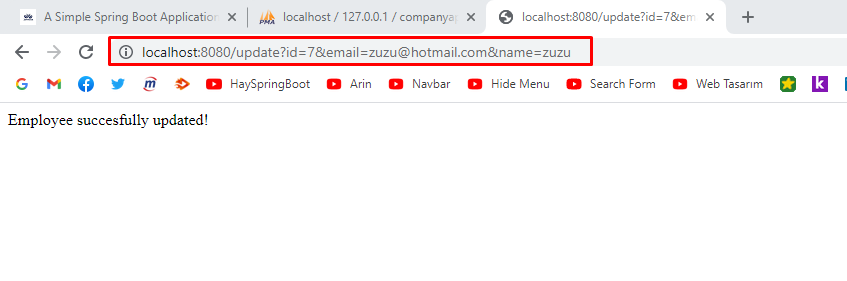 A Simple Spring Boot Application
localhost / 127.0.0.1 / companyap
localhost:8080/update?id=7&em
localhost:8080/update?id=7&email=zuzu@hotmail.com&name=zuzu
HaySpringBoot Arin Navbar Hide Menu Search Form Web Tasarım
Employee succesfully updated!